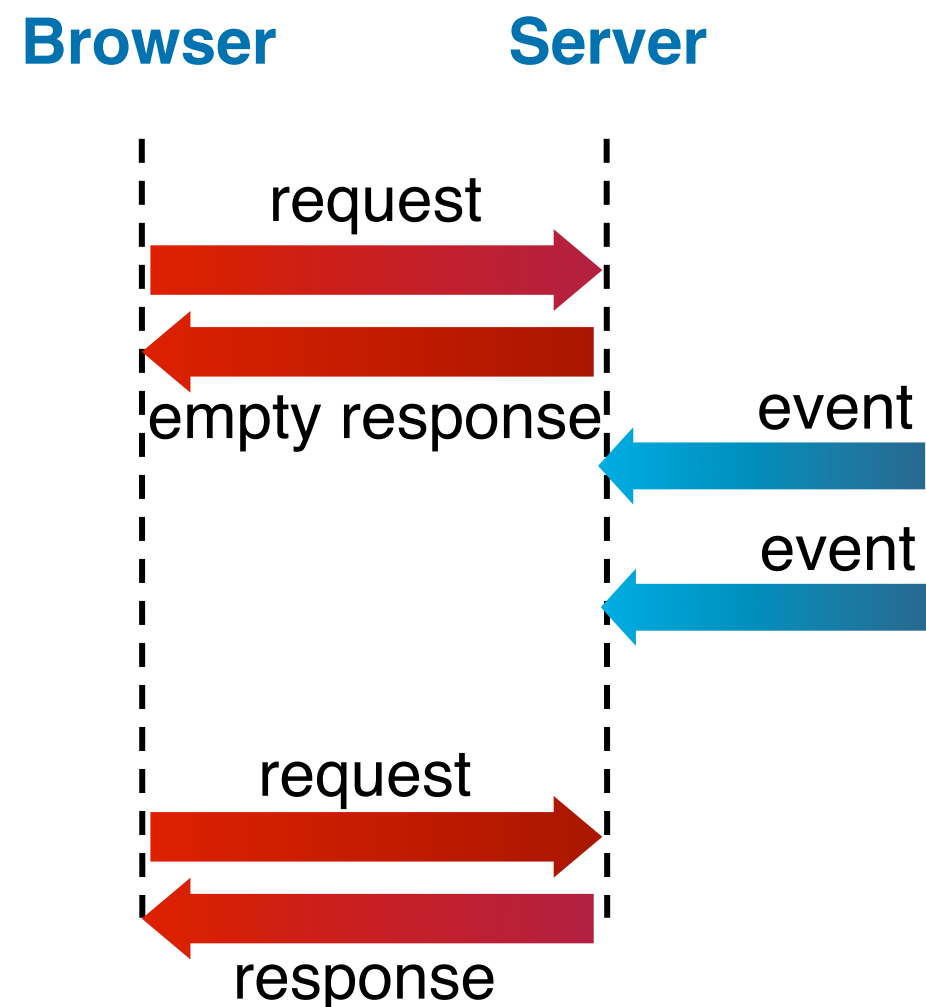 Browser Server
request
empty response
event
event
request
response